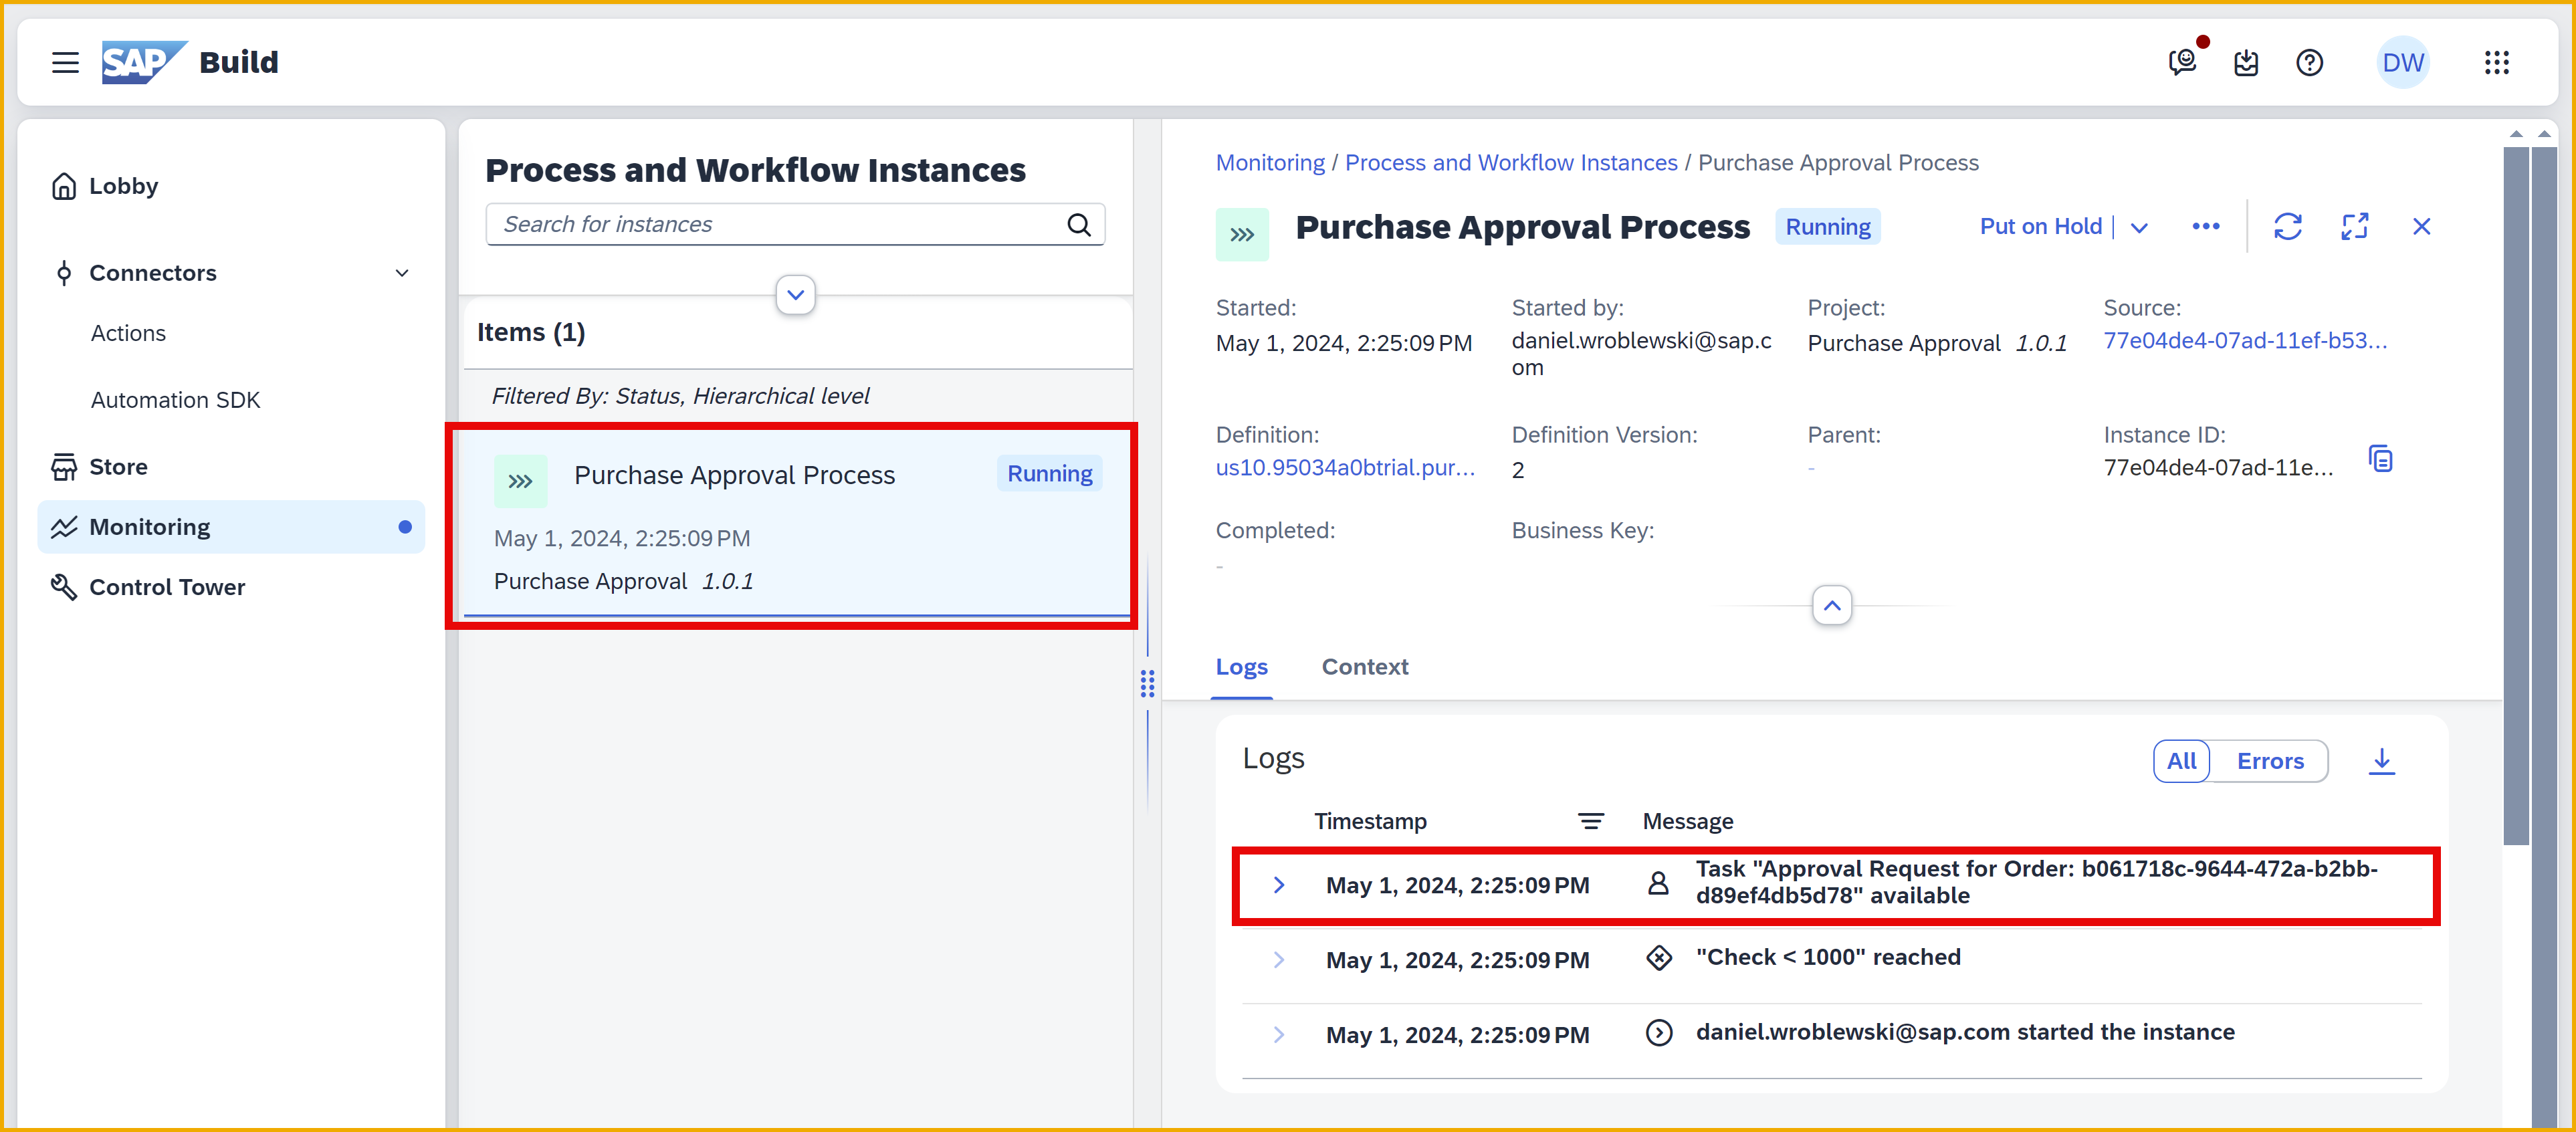 SAP Build
DW
Lobby
Connectors
Actions
Automation SDK
Store
Monitoring
Control Tower
Process and Workflow Instances
Search for instances
Items (1)
Filtered By: Status, Hierarchical level
Purchase Approval Process Running
May 1, 2024, 2:25:09 PM
Purchase Approval 1.0.1
Monitoring / Process and Workflow Instances / Purchase Approval Process
Purchase Approval Process Running Put on Hold
Started: Started by: Project: Source:
May 1, 2024, 2:25:09 PM daniel.wroblewski@sap.c Purchase Approval 1.0.1 77e04de4-07ad-11ef-b53...
om
Definition: Definition Version: Parent: Instance ID:
us10.95034a0btrial.pur... 2 - 77e04de4-07ad-11e...
Completed: Business Key:
-
Logs Context
Logs All Errors
Timestamp Message
May 1, 2024, 2:25:09 PM Task "Approval Request for Order: b061718c-9644-472a-b2bb-
d89ef4db5d78" available
May 1, 2024, 2:25:09 PM "Check < 1000" reached
May 1, 2024, 2:25:09 PM daniel.wroblewski@sap.com started the instance